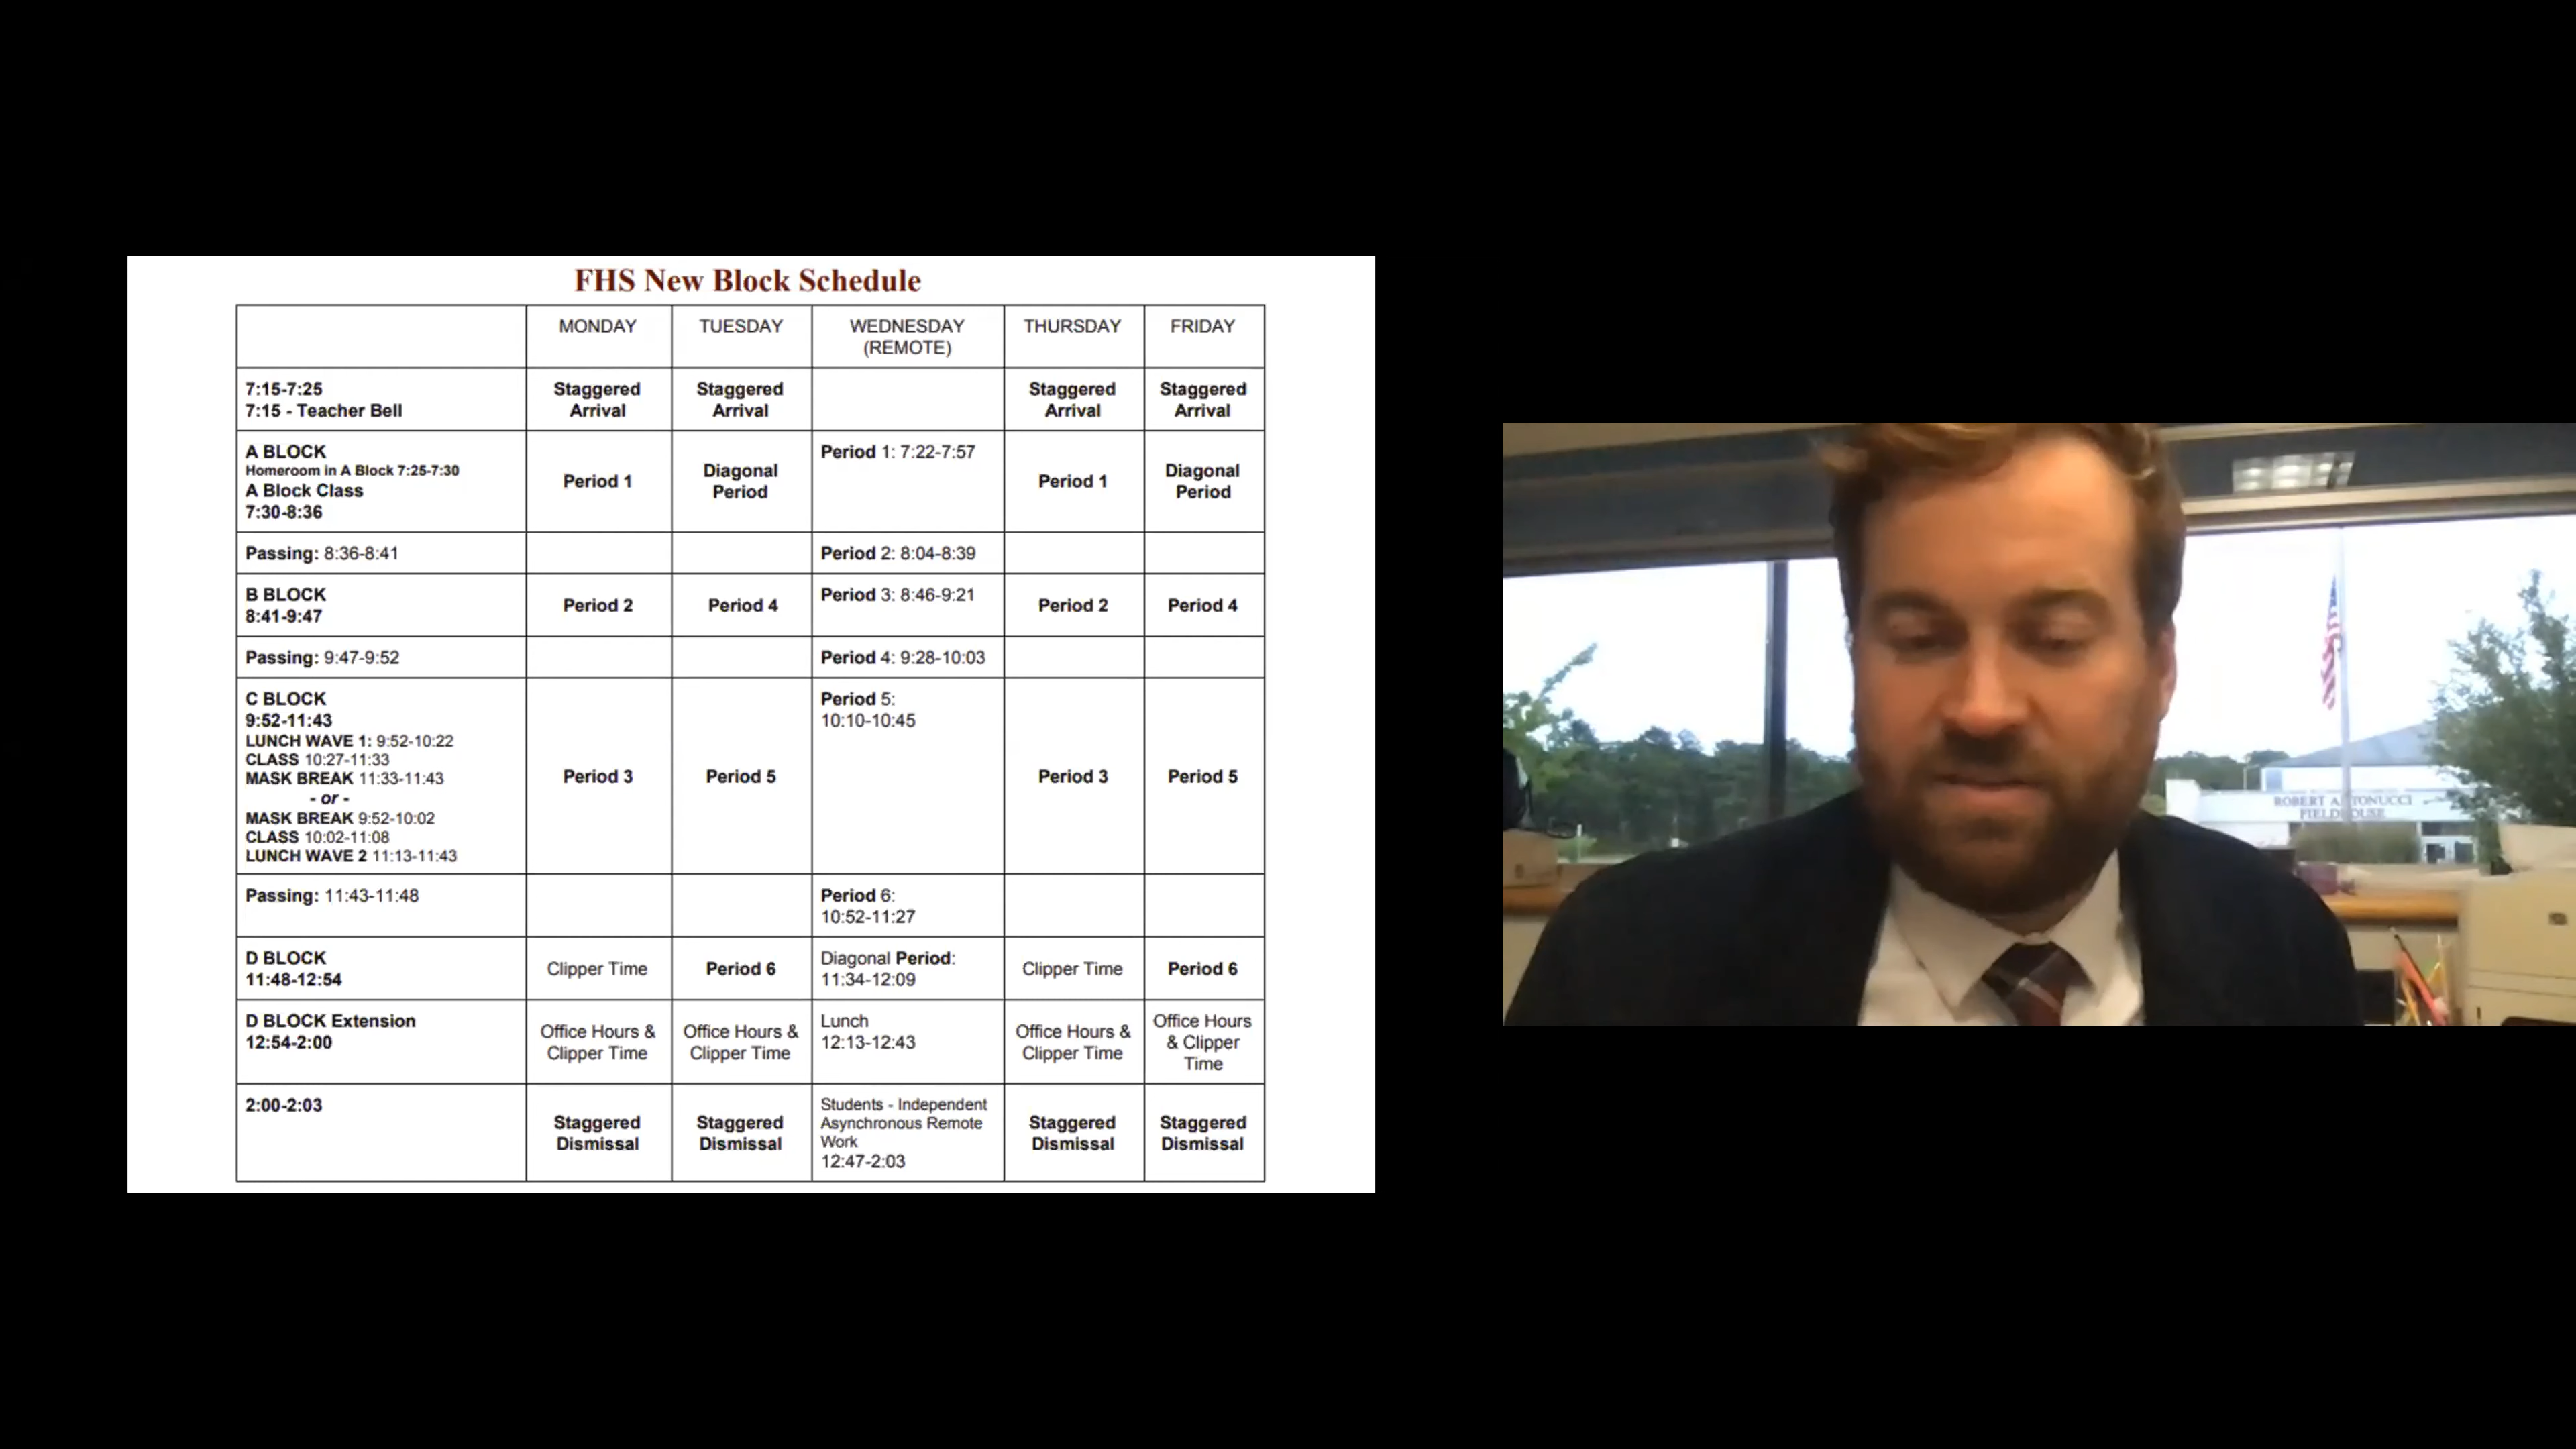 FHS New Block Schedule
MONDAY TUESDAY WEDNESDAY THURSDAY FRIDAY
(REMOTE)
7:15-7:25 Staggered Staggered Staggered Staggered
7:15 - Teacher Bell Arrival Arrival Arrival Arrival
A BLOCK Period 1: 7:22-7:57
Homeroom in A Block 7:25-7:30
A Block Class
7:30-8:36
Period 1
Diagonal
Period
Period 1
Diagonal
Period
Passing: 8:36-8:41 Period 2: 8:04-8:39
B BLOCK
8:41-9:47
Period 2
Period 4
Period 3: 8:46-9:21
Period 2
Period 4
Passing: 9:47-9:52 Period 4: 9:28-10:03
C BLOCK
9:52-11:43
LUNCH WAVE 1: 9:52-10:22
CLASS 10:27-11:33
MASK BREAK 11:33-11:43
- or -
MASK BREAK 9:52-10:02
CLASS 10:02-11:08
LUNCH WAVE 2 11:13-11:43
Period 3
Period 5
Period 5:
10:10-10:45
Period 3
Period 5
Passing: 11:43-11:48
Period 6:
10:52-11:27
D BLOCK
11:48-12:54
Clipper Time
Period 6
Diagonal Period:
11:34-12:09
Clipper Time
Period 6
D BLOCK Extension
12:54-2:00
Office Hours &
Clipper Time
Office Hours &
Clipper Time
Lunch
12:13-12:43
Office Hours &
Clipper Time
Office Hours
& Clipper
Time
2:00-2:03
Staggered
Dismissal
Staggered
Dismissal
Students - Independent
Asynchronous Remote
Work
12:47-2:03
Staggered
Dismissal
Staggered
Dismissal
ROBERT ANTONUCCI
FIELDHOUSE